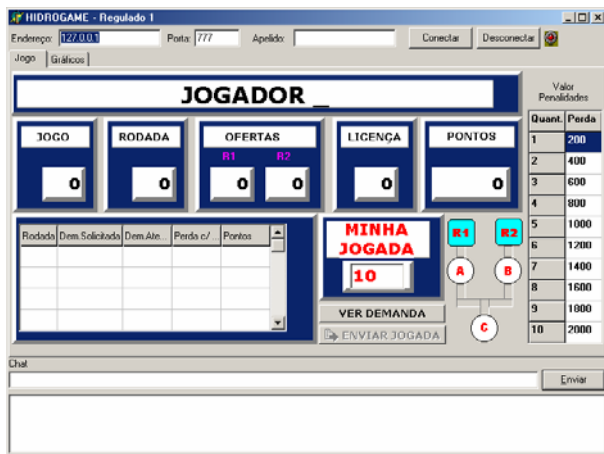 HIDROGAME - Regulado 1
Endereço: 127.0.0.1 Porta: 777 Apelido: Conectar Desconectar
Jogo Gráficos
JOGADOR _
Valor
Penalidades
JOGO RODADA OFERTAS LICENÇA PONTOS
R1 R2
0 0 0 0 0 0
Quant. Perda
1 200
2 400
3 600
4 800
5 1000
6 1200
7 1400
8 1600
9 1800
10 2000
Rodada Dem.Solicitada Dem.Ate... Perda c/... Pontos
MINHA
JOGADA
10
R1 R2
A B
C
VER DEMANDA
ENVIAR JOGADA
Chat
Enviar